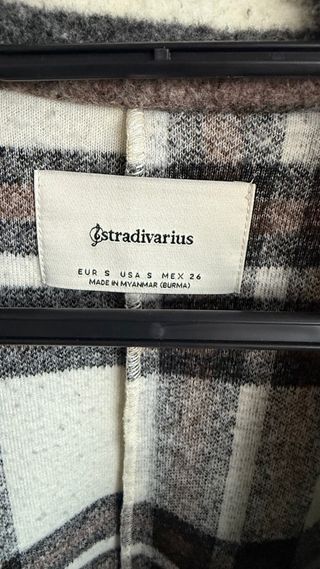 stradivarius
EUR S USA S MEX 26
MADE IN MYANMAR (BURMA)